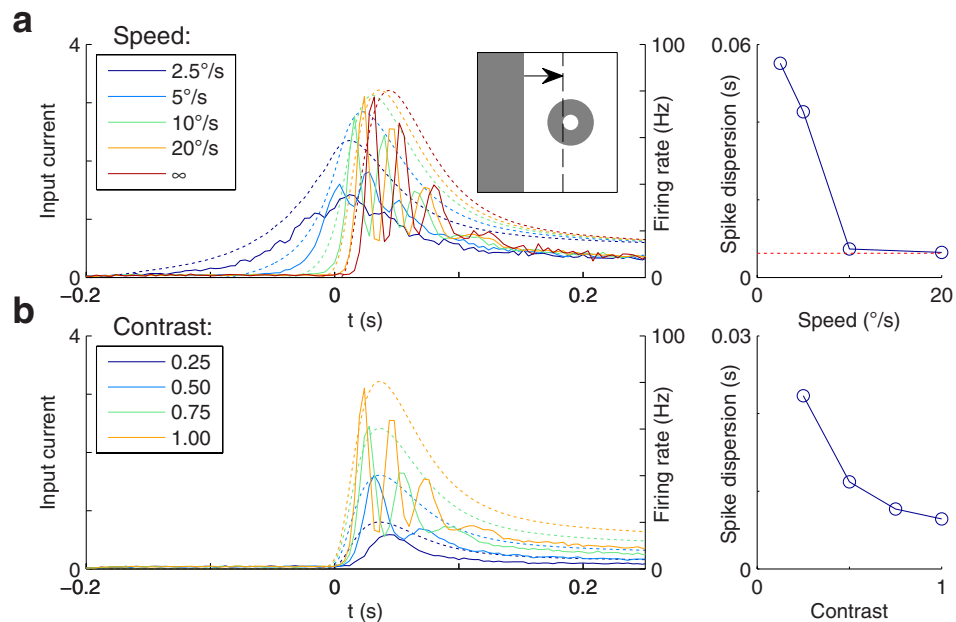 a
Speed:
2.5°/s
5°/s
10°/s
20°/s
∞
4
0
Input current
−0.2
0
0.2
t (s)
100
0
Firing rate (Hz)
0.06
0
Spike dispersion (s)
0
20
Speed (°/s)
b
Contrast:
0.25
0.50
0.75
1.00
4
0
Input current
−0.2
0
0.2
t (s)
100
0
Firing rate (Hz)
0.03
0
Spike dispersion (s)
0
1
Contrast